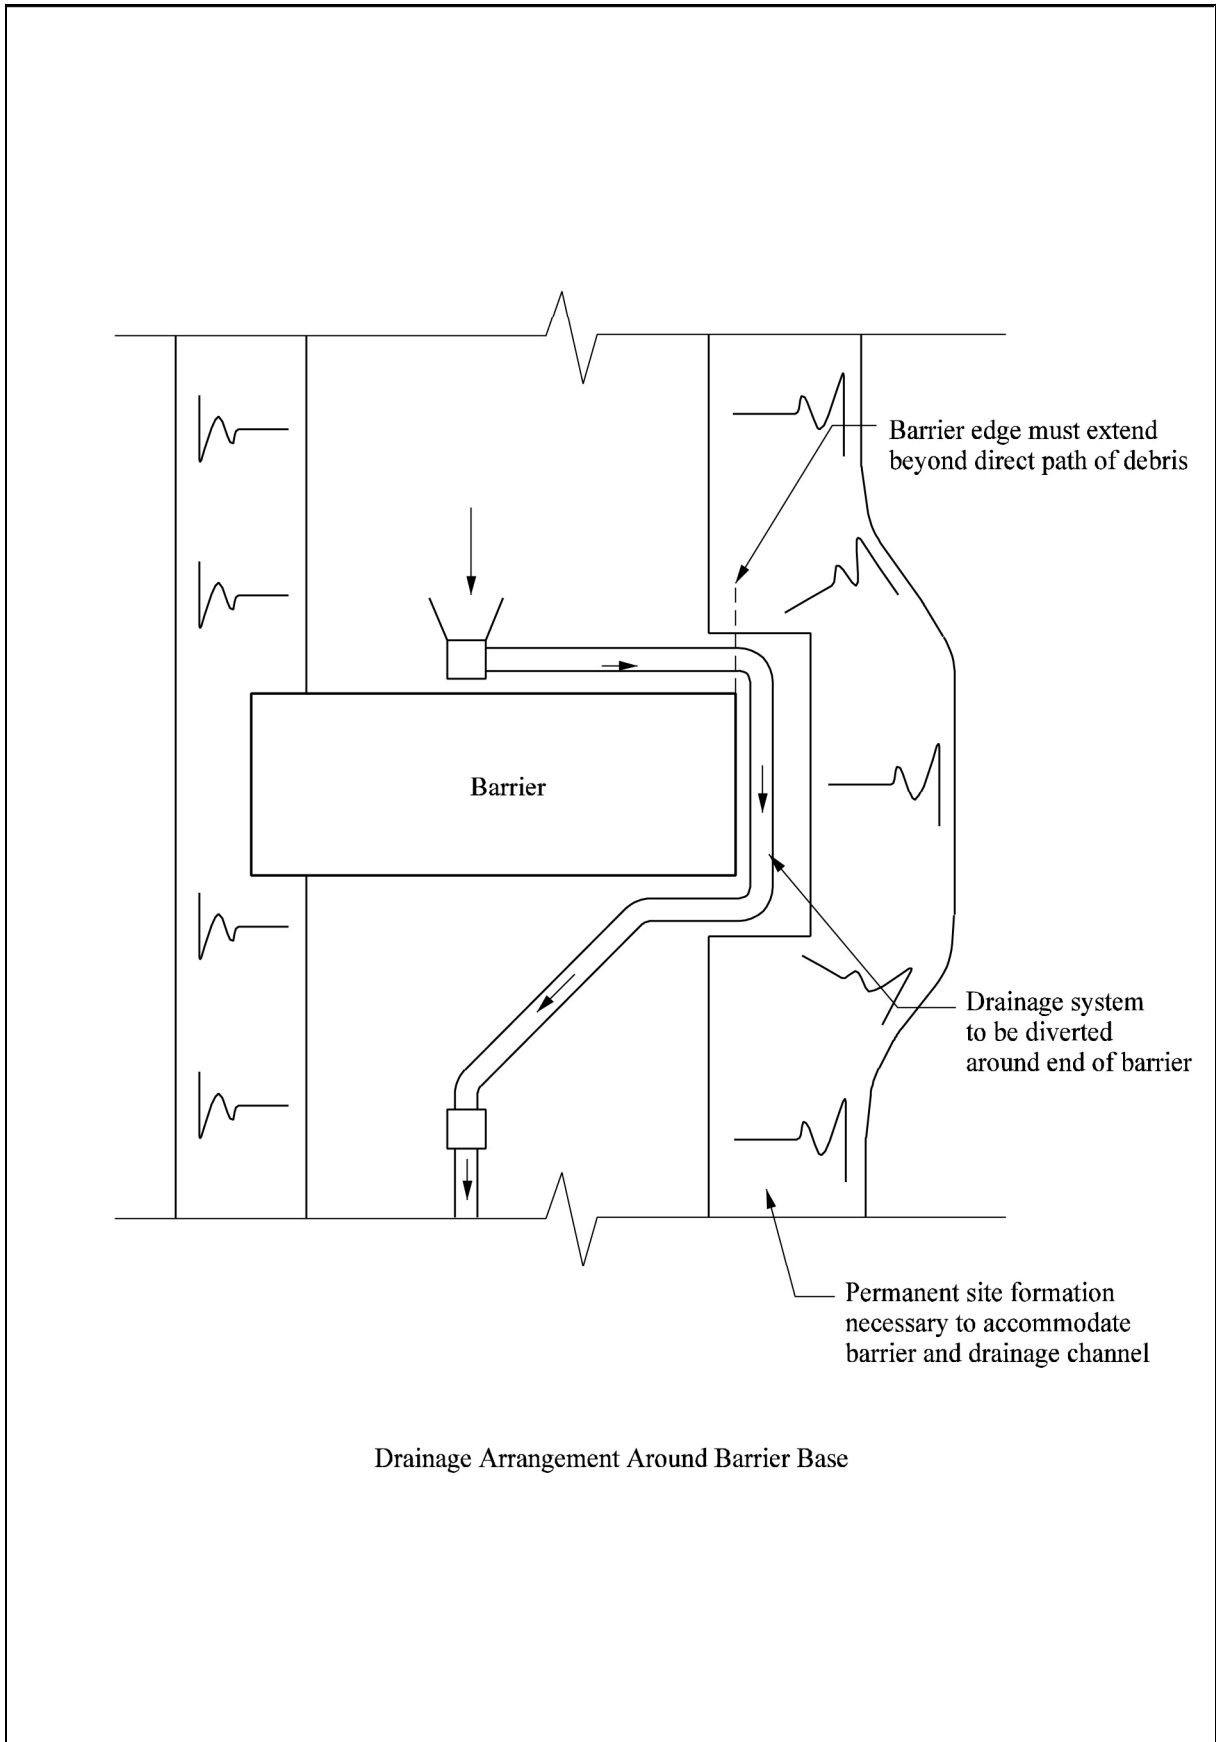 Barrier edge must extend
beyond direct path of debris
Barrier
Drainage system
to be diverted
around end of barrier
Permanent site formation
necessary to accommodate
barrier and drainage channel
Drainage Arrangement Around Barrier Base